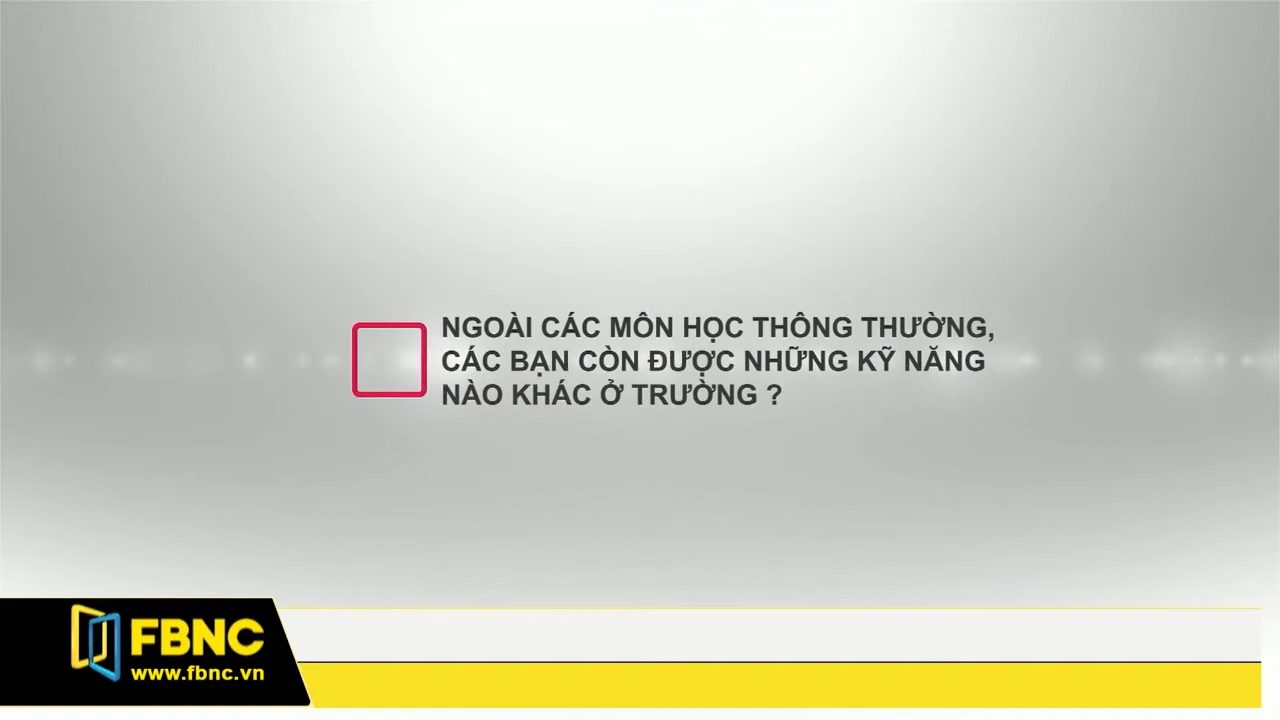 NGOÀI CÁC MÔN HỌC THÔNG THƯỜNG,
CÁC BẠN CÒN ĐƯỢC NHỮNG KỸ NĂNG
NÀO KHÁC Ở TRƯỜNG ?
FBNC
www.fbnc.vn